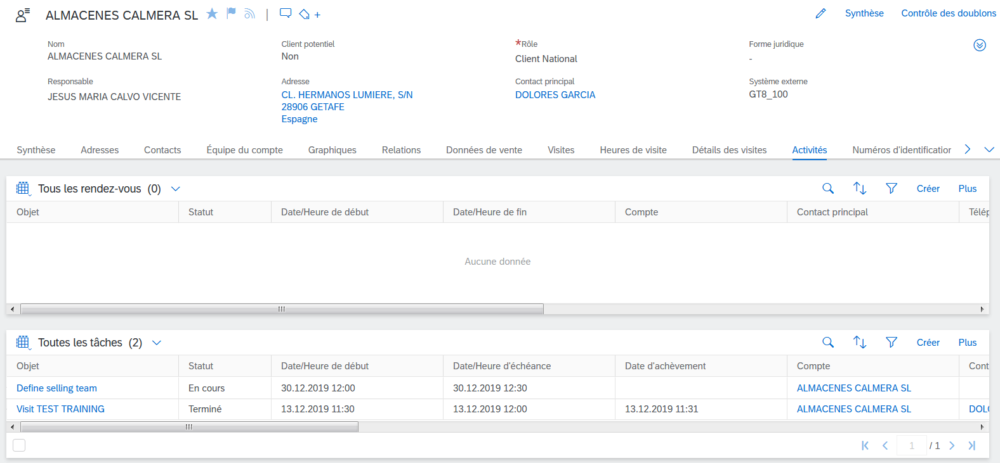 ALMACENES CALMERA SL
Synthèse Contrôle des doublons
Nom Client potentiel *Rôle Forme juridique
ALMACENES CALMERA SL Non Client National -
Responsable Adresse Contact principal Système externe
JESUS MARIA CALVO VICENTE CL. HERMANOS LUMIERE, S/N DOLORES GARCIA GT8_100
28906 GETAFE
Espagne
Synthèse Adresses Contacts Équipe du compte Graphiques Relations Données de vente Visites Heures de visite Détails des visites Activités Numéros d'identification
Tous les rendez-vous (0) Créer Plus
Objet Statut Date/Heure de début Date/Heure de fin Compte Contact principal Télép
Aucune donnée
Toutes les tâches (2) Créer Plus
Objet Statut Date/Heure de début Date/Heure d'échéance Date d'achèvement Compte Cont
Define selling team En cours 30.12.2019 12:00 30.12.2019 12:30 ALMACENES CALMERA SL
Visit TEST TRAINING Terminé 13.12.2019 11:30 13.12.2019 12:00 13.12.2019 11:31 ALMACENES CALMERA SL DOLO
1 / 1